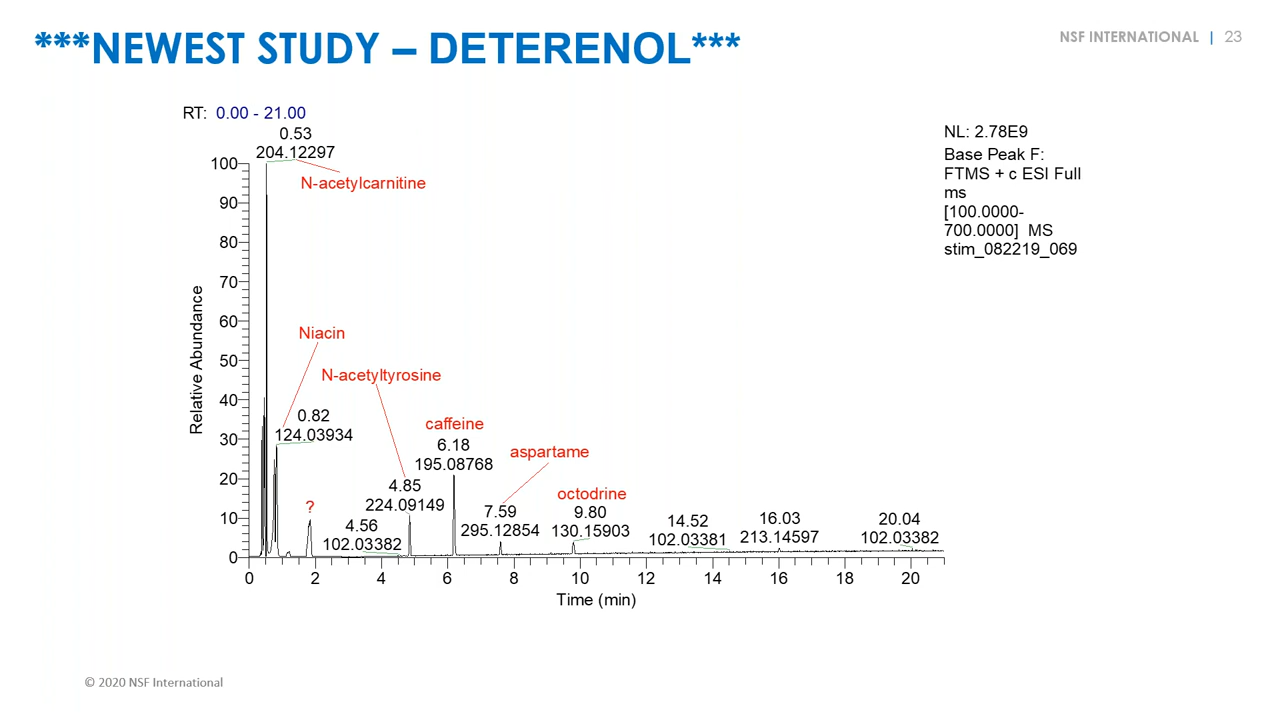 ***NEWEST STUDY – DETERENOL***
NSF INTERNATIONAL | 23
RT: 0.00 - 21.00
0.53
204.12297
N-acetylcarnitine
NL: 2.78E9
Base Peak F:
FTMS + c ESI Full
ms
[100.0000-
700.0000] MS
stim_082219_069
Relative Abundance
100
90
80
70
60
50
40
30
20
10
0
Niacin
0.82
124.03934
?
N-acetyltyrosine
4.56
102.03382
4.85
224.09149
caffeine
6.18
195.08768
aspartame
7.59
295.12854
octodrine
9.80
130.15903
14.52
102.03381
16.03
213.14597
20.04
102.03382
0 2 4 6 8 10 12 14 16 18 20
Time (min)
© 2020 NSF International